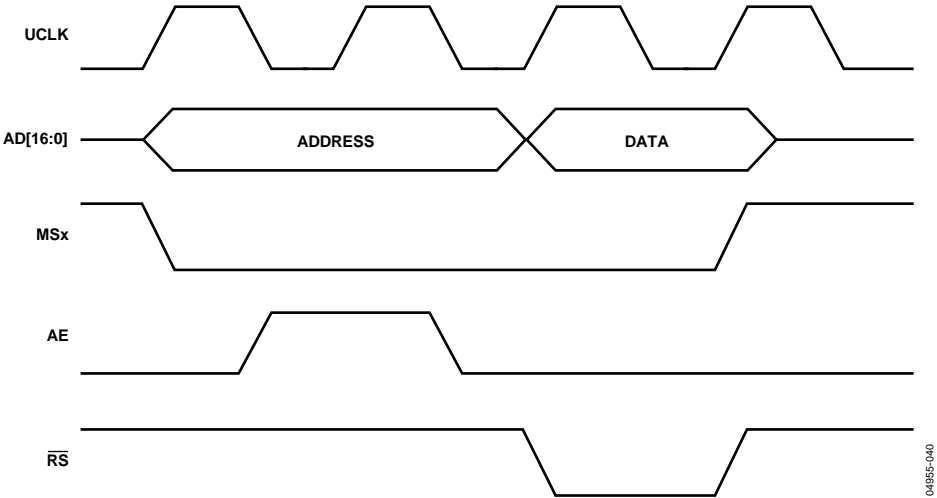 UCLK
AD[16:0]
ADDRESS
DATA
MSx
AE
RS
04955-040